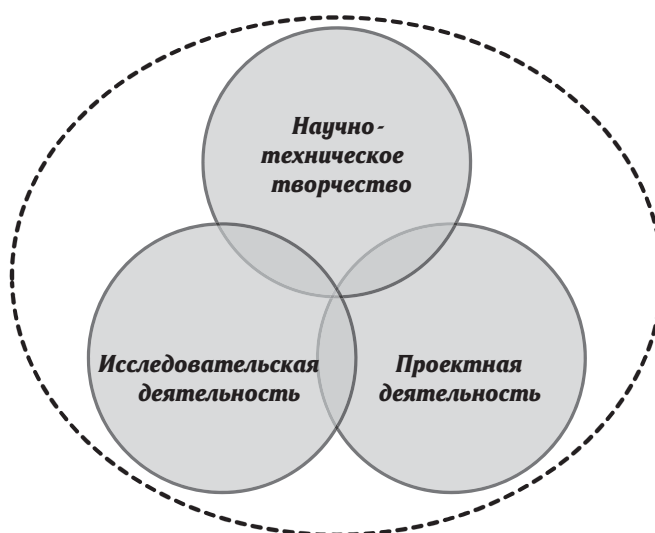 Научно-
техническое
творчество
Исследовательская
деятельность
Проектная
деятельность